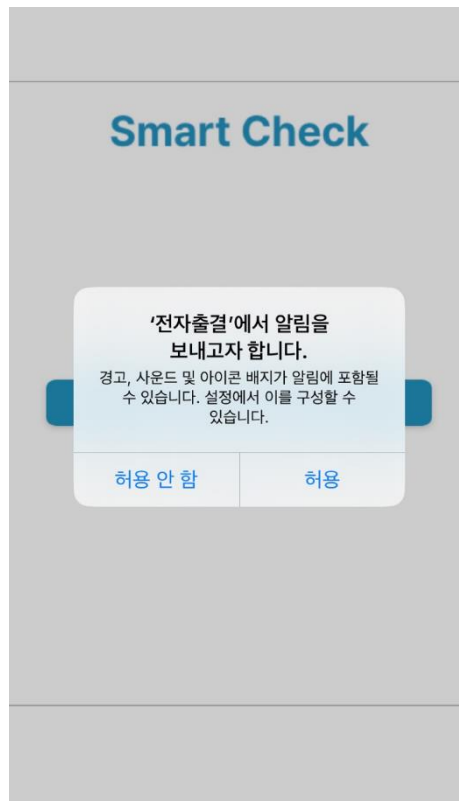 Smart Check
‘전자출결’에서 알림을
보내고자 합니다.
경고, 사운드 및 아이콘 배지가 알림에 포함될
수 있습니다. 설정에서 이를 구성할 수
있습니다.
허용 안 함
허용